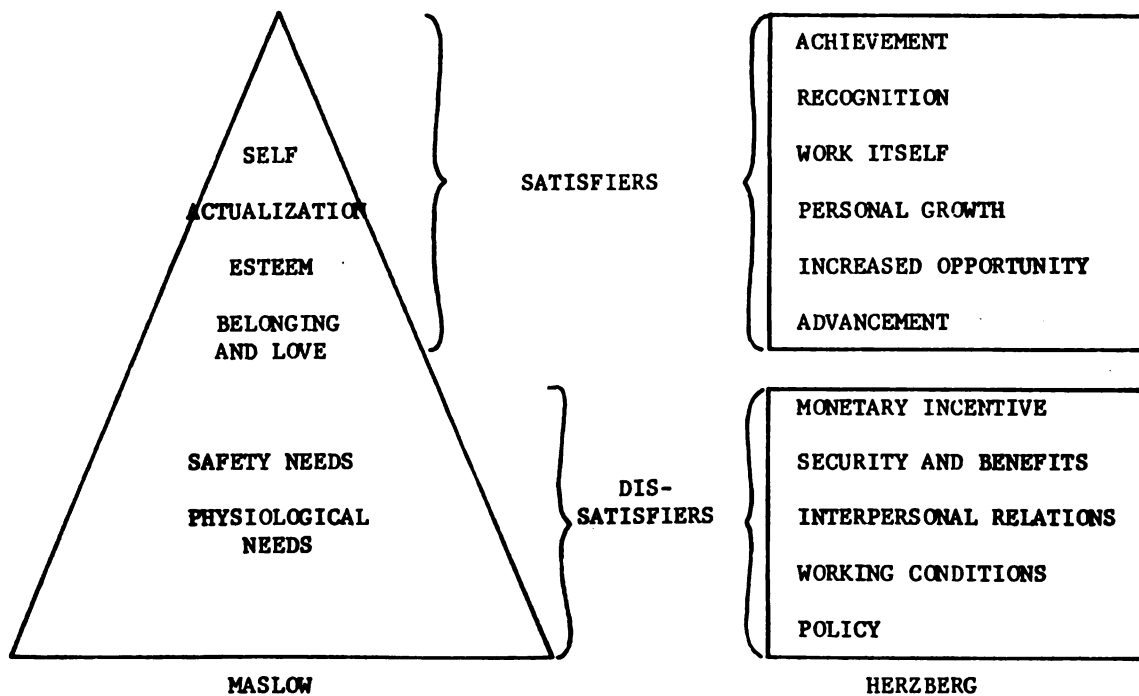 SELF
ACTUALIZATION
ESTEEM
BELONGING
AND LOVE
SAFETY NEEDS
PHYSIOLOGICAL
NEEDS
MASLOW
SATISFIERS
DIS-
SATISFIERS
ACHIEVEMENT
RECOGNITION
WORK ITSELF
PERSONAL GROWTH
INCREASED OPPORTUNITY
ADVANCEMENT
MONETARY INCENTIVE
SECURITY AND BENEFITS
INTERPERSONAL RELATIONS
WORKING CONDITIONS
POLICY
HERZBERG